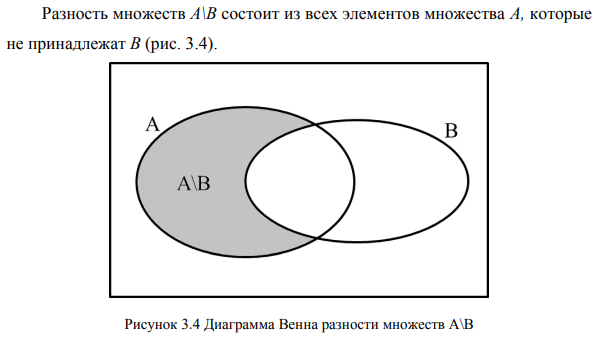 Разность множеств A\B состоит из всех элементов множества A, которые
не принадлежат B (рис. 3.4).
A
B
A\B
Рисунок 3.4 Диаграмма Венна разности множеств A\B